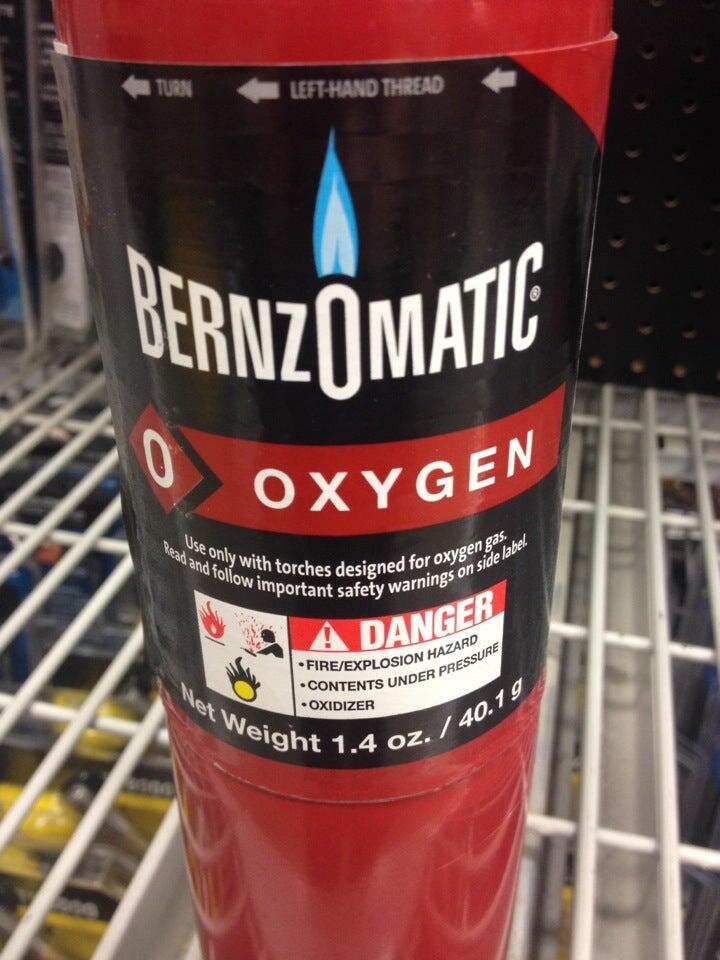 TURN LEFT-HAND THREAD
BERNZOMATIC®
O OXYGEN
Use only with torches designed for oxygen gas.
Read and follow important safety warnings on side label.
DANGER
•FIRE/EXPLOSION HAZARD
•CONTENTS UNDER PRESSURE
•OXIDIZER
Net Weight 1.4 oz. / 40.1 g